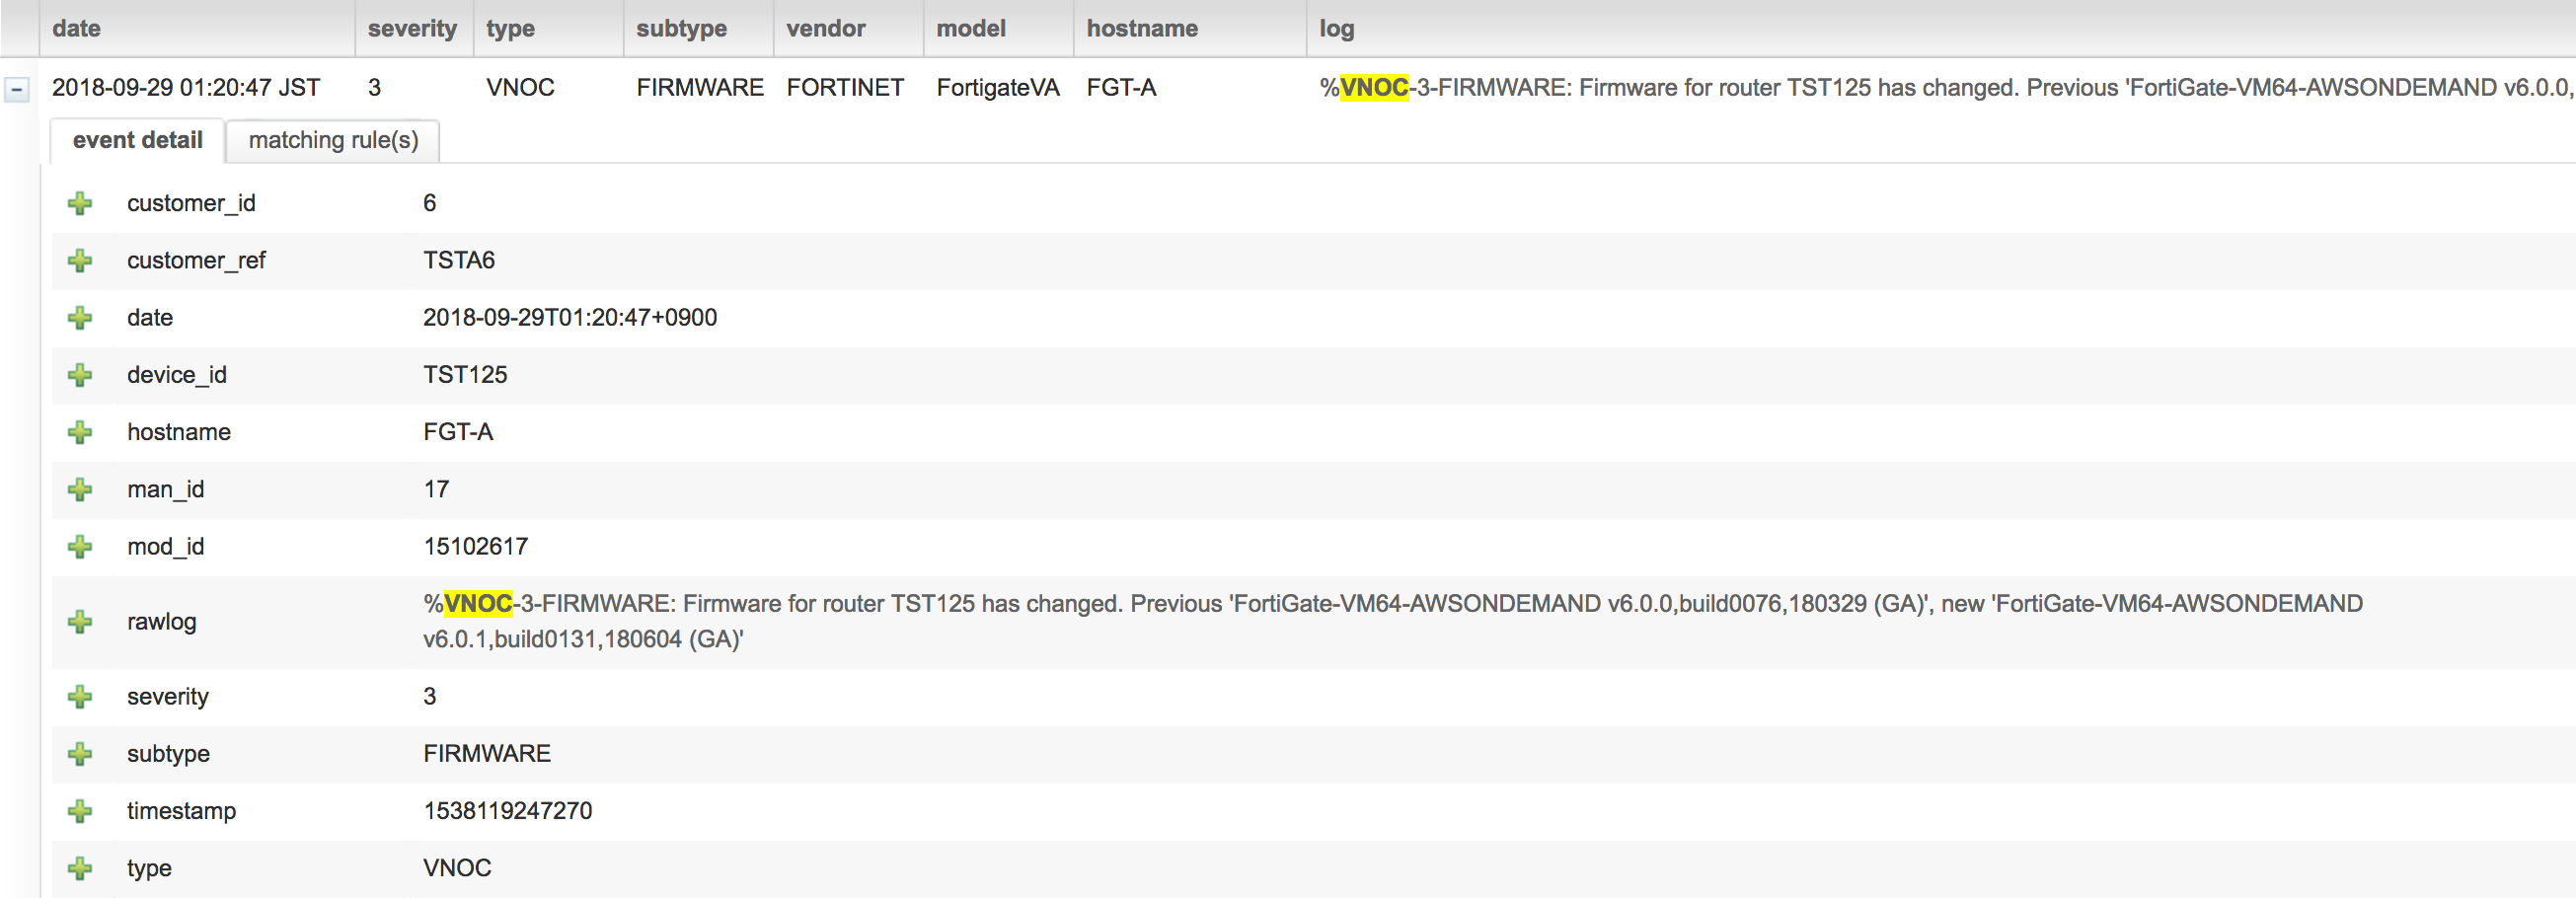 date severity type subtype vendor model hostname log
2018-09-29 01:20:47 JST 3 VNOC FIRMWARE FORTINET FortigateVA FGT-A %VNOC-3-FIRMWARE: Firmware for router TST125 has changed. Previous 'FortiGate-VM64-AWSONDEMAND v6.0.0,
event detail matching rule(s)
customer_id 6
customer_ref TSTA6
date 2018-09-29T01:20:47+0900
device_id TST125
hostname FGT-A
man_id 17
mod_id 15102617
%VNOC-3-FIRMWARE: Firmware for router TST125 has changed. Previous 'FortiGate-VM64-AWSONDEMAND v6.0.0,build0076,180329 (GA)', new 'FortiGate-VM64-AWSONDEMAND
rawlog
v6.0.1,build0131,180604 (GA)'
severity 3
subtype FIRMWARE
timestamp 1538119247270
type VNOC